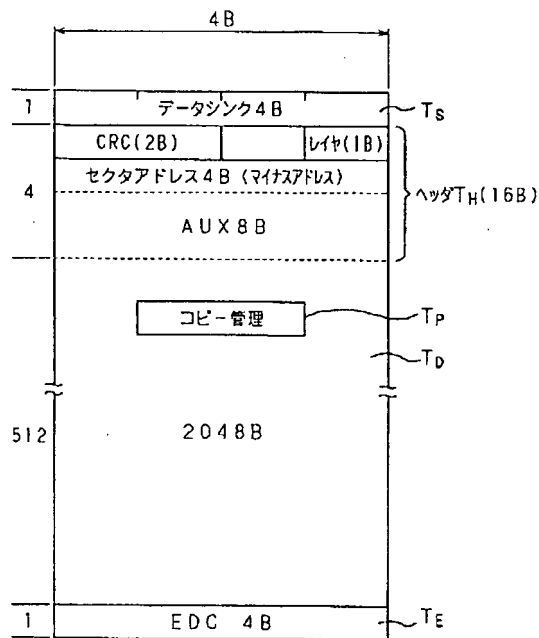 4B
1
データシンク4B
TS
CRC(2B)
レイヤ(1B)
セクタアドレス4B (マイナスアドレス)
4
ヘッダTH(16B)
AUX8B
コピー管理
TP
TD
512
2048B
1
EDC 4B
TE